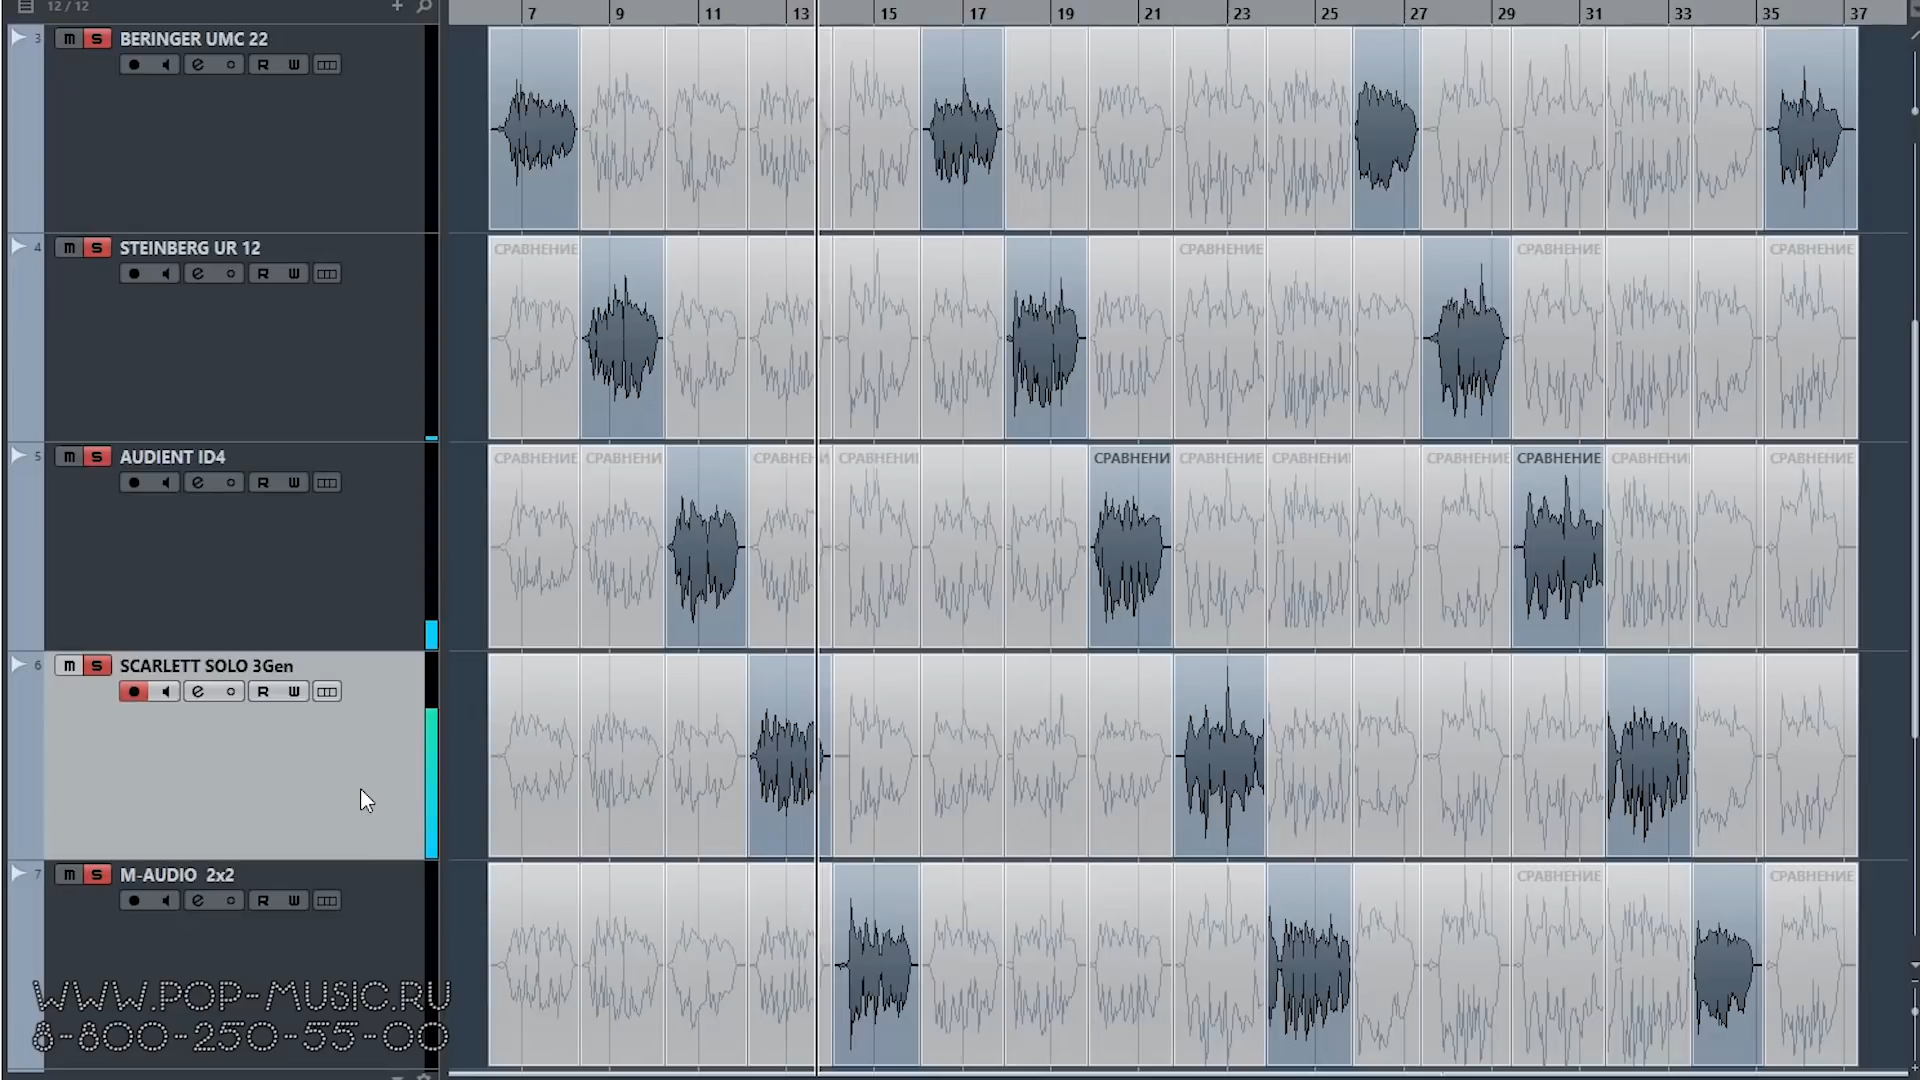 12 / 12
7 9 11 13 15 17 19 21 23 25 27 29 31 33 35 37
3 m S BERINGER UMC 22
e R W
4 m S STEINBERG UR 12
e R W
СРАВНЕНИЕ СРАВНЕНИЕ СРАВНЕНИЕ СРАВНЕНИЕ
5 m S AUDIENT ID4
e R W
СРАВНЕНИЕ СРАВНЕНИ СРАВНЕН СРАВНЕНИ СРАВНЕНИ СРАВНЕНИЕ СРАВНЕНИ СРАВНЕНИЕ СРАВНЕНИЕ СРАВНЕНИ СРАВНЕНИЕ
6 m S SCARLETT SOLO 3Gen
e R W
7 m S M-AUDIO 2x2
e R W
СРАВНЕНИЕ СРАВНЕНИЕ
WWW.POP-MUSIC.RU
8-800-250-55-00